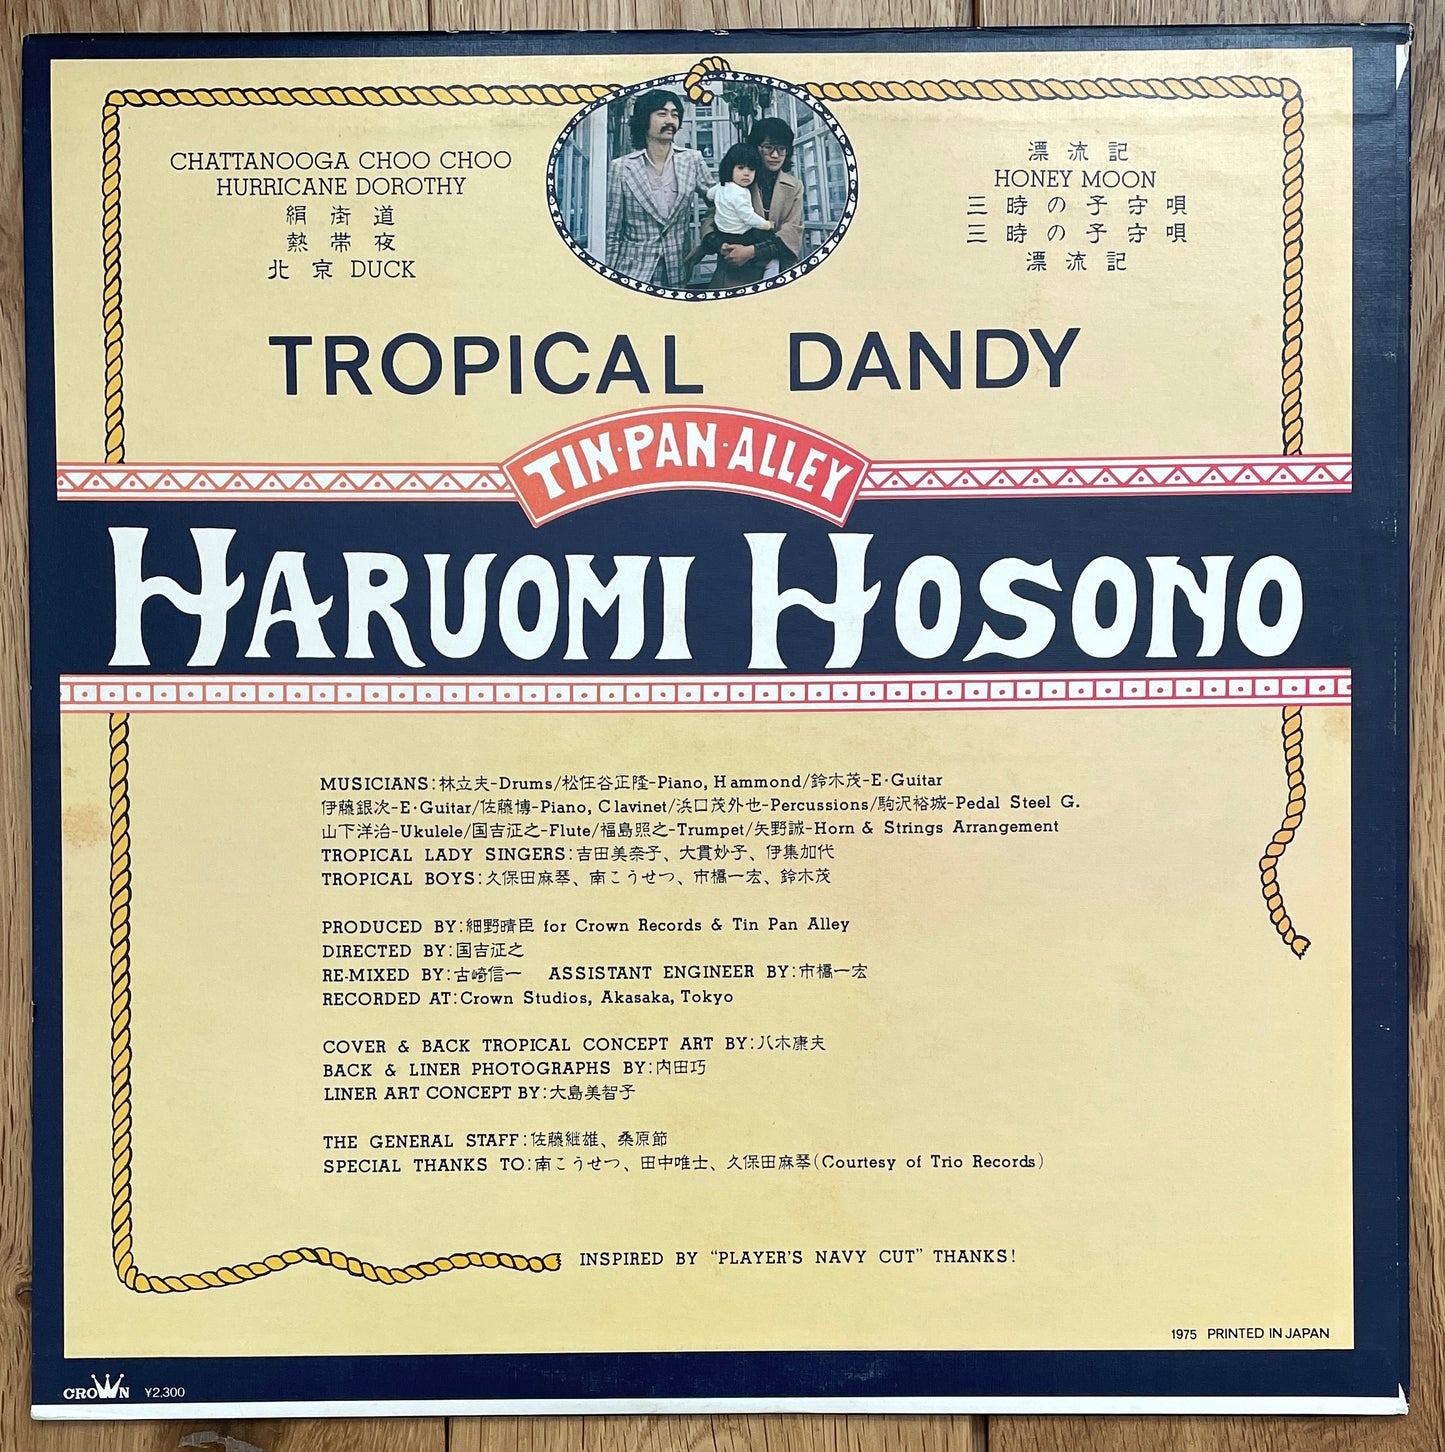 CHATTANOOGA CHOO CHOO
HURRICANE DOROTHY
絹街道
熱帯夜
北京 DUCK
漂流記
HONEY MOON
三時の子守唄
三時の子守唄
漂流記
TROPICAL DANDY
TIN·PAN·ALLEY
HARUOMI HOSONO
MUSICIANS:林立夫-Drums/松任谷正隆-Piano, Hammond/鈴木茂-E·Guitar
伊藤銀次-E·Guitar/佐藤博-Piano, Clavinet/浜口茂外也-Percussions/駒沢裕城-Pedal Steel G.
山下洋治-Ukulele/国吉征之-Flute/福島照之-Trumpet/矢野誠-Horn & Strings Arrangement
TROPICAL LADY SINGERS:吉田美奈子、大貫妙子、伊集加代
TROPICAL BOYS:久保田麻琴、南こうせつ、市橋一宏、鈴木茂
PRODUCED BY:細野晴臣 for Crown Records & Tin Pan Alley
DIRECTED BY:国吉征之
RE-MIXED BY:古崎信一 ASSISTANT ENGINEER BY:市橋一宏
RECORDED AT:Crown Studios, Akasaka, Tokyo
COVER & BACK TROPICAL CONCEPT ART BY:八木康夫
BACK & LINER PHOTOGRAPHS BY:内田巧
LINER ART CONCEPT BY:大島美智子
THE GENERAL STAFF:佐藤継雄、桑原節
SPECIAL THANKS TO:南こうせつ、田中唯士、久保田麻琴(Courtesy of Trio Records)
INSPIRED BY "PLAYER'S NAVY CUT" THANKS!
1975 PRINTED IN JAPAN
CROWN ¥2,300